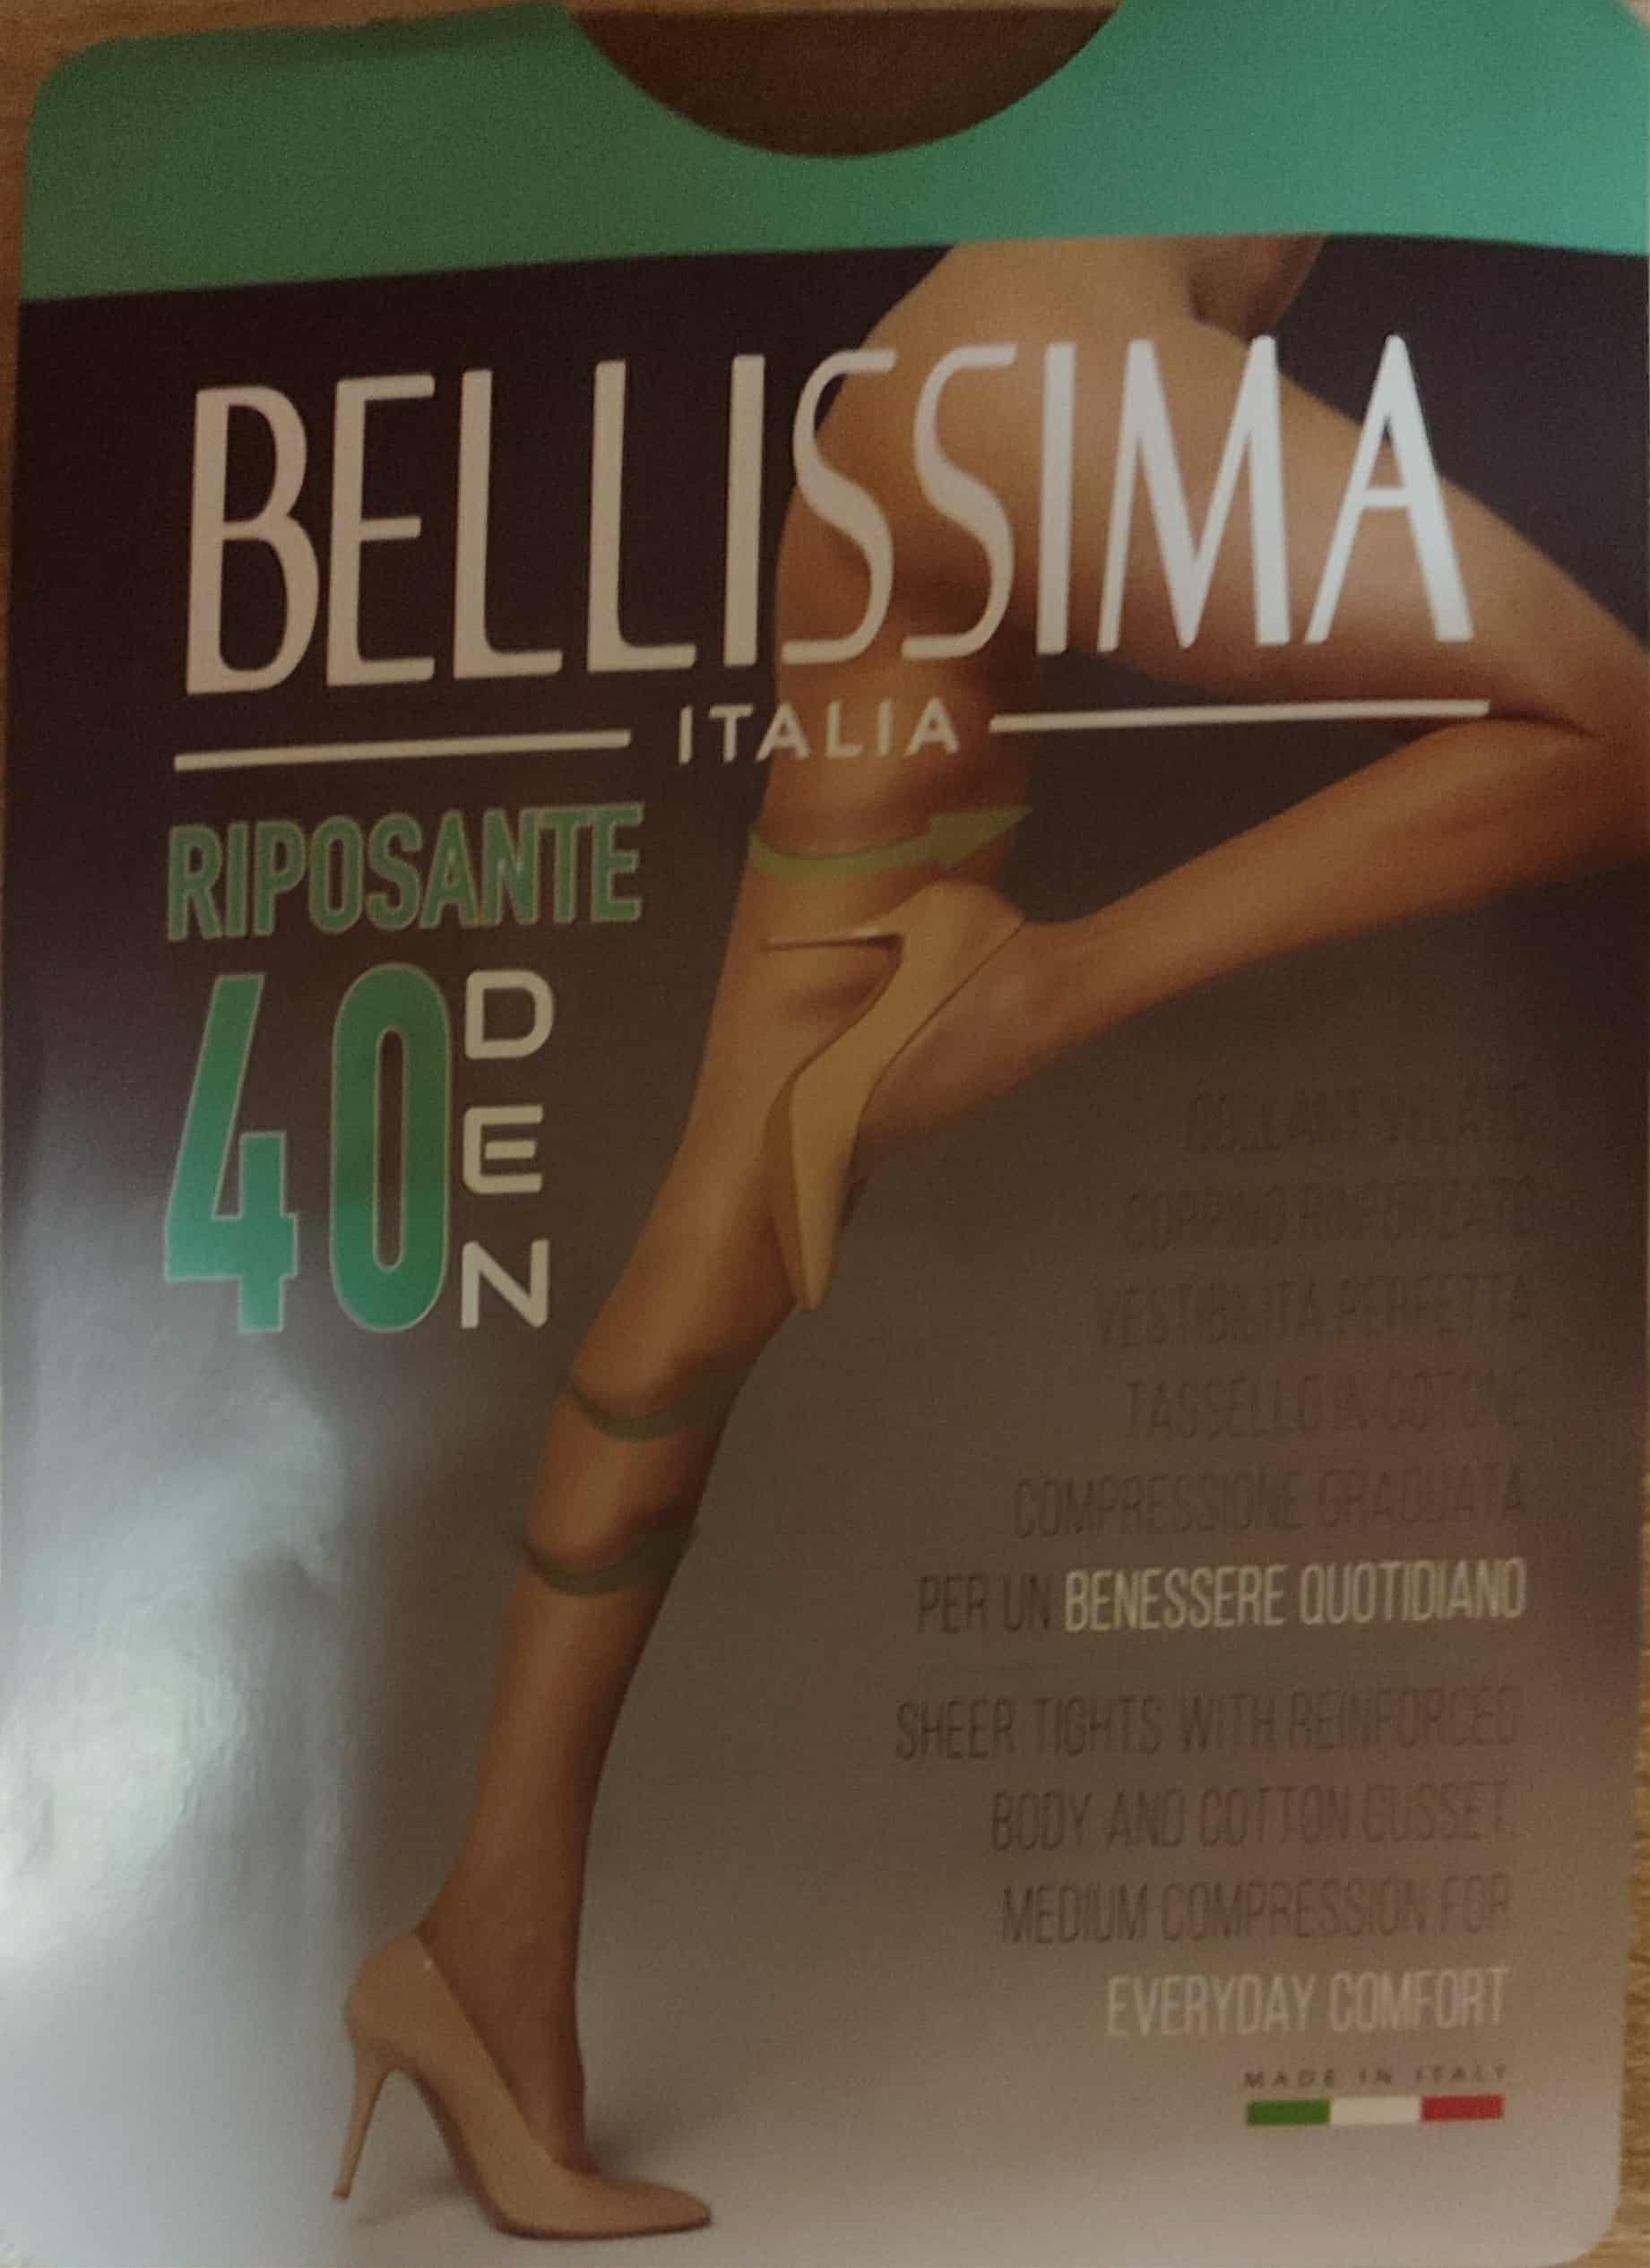 BELLISSIMA
ITALIA
RIPOSANTE
40 DEN
COLLANT VELATO
CORPINO RINFORZATO
VESTIBILITÀ PERFETTA
TASSELLO IN COTONE
COMPRESSIONE GRADUATA
PER UN BENESSERE QUOTIDIANO
SHEER TIGHTS WITH REINFORCED
BODY AND COTTON GUSSET.
MEDIUM COMPRESSION FOR
EVERYDAY COMFORT
MADE IN ITALY